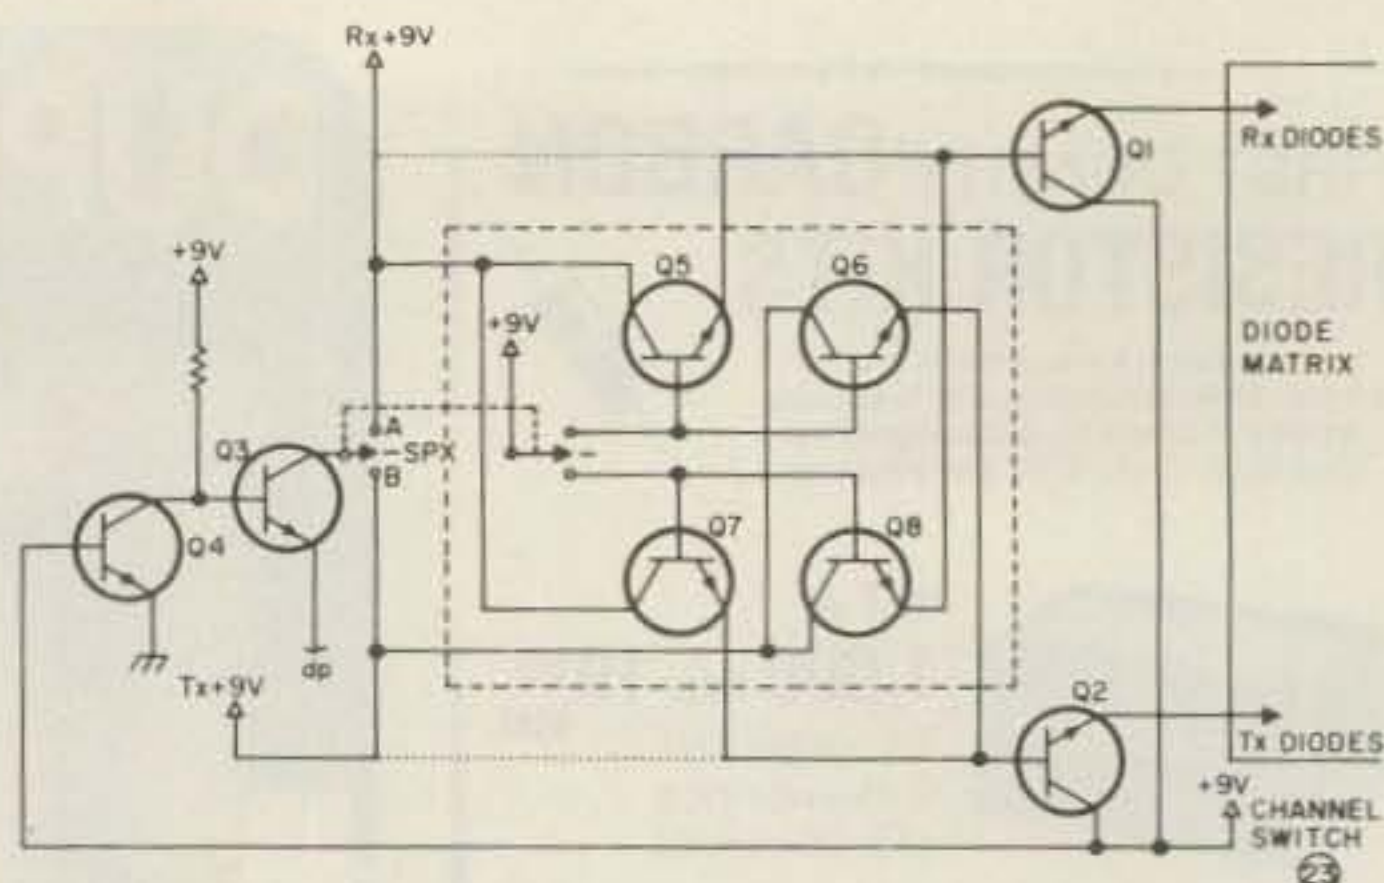 Rx+9V
Q1
Rx DIODES
+9V
Q5
Q6
+9V
DIODE
MATRIX
A
Q3
SPX
B
Q4
Q7
Q8
dp
Tx+9V
Q2
Tx DIODES
+9V
CHANNEL
SWITCH
23